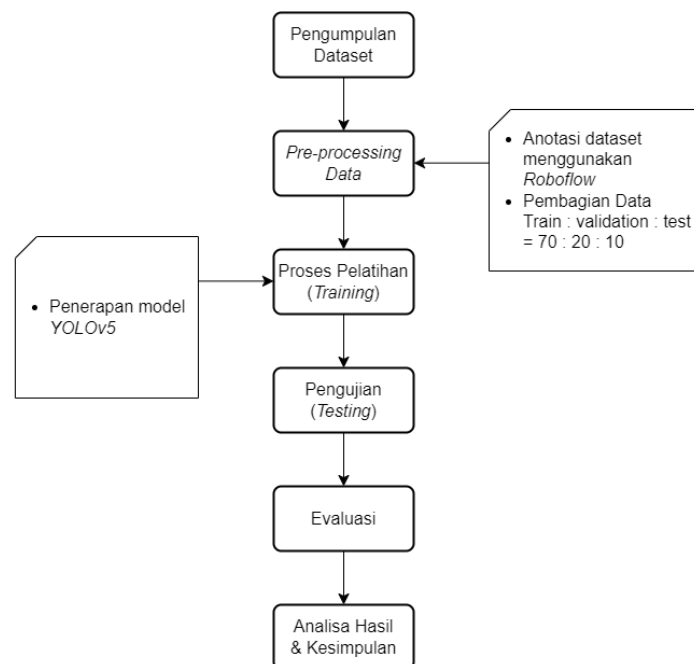 Pengumpulan
Dataset
Pre-processing
Data
• Anotasi dataset
menggunakan
Roboflow
• Pembagian Data
Train : validation : test
= 70 : 20 : 10
Proses Pelatihan
(Training)
• Penerapan model
YOLOv5
Pengujian
(Testing)
Evaluasi
Analisa Hasil
& Kesimpulan